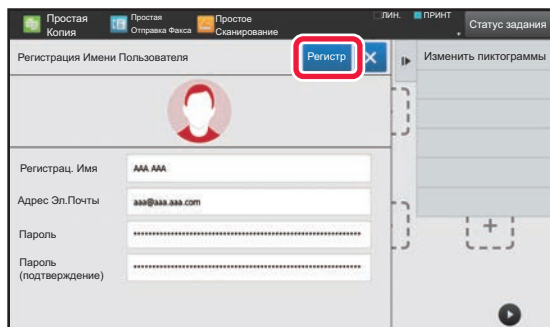 Простая
Копия
Простая
Отправка Факса
Простое
Сканирование
ЛИН.
ПРИНТ
Статус задания
Регистрация Имени Пользователя
Регистр
Изменить пиктограммы
Регистрац. Имя
AAA AAA
Адрес Эл.Почты
aaa@aaa.aaa.com
Пароль
************************************************************
Пароль
(подтверждение)
************************************************************